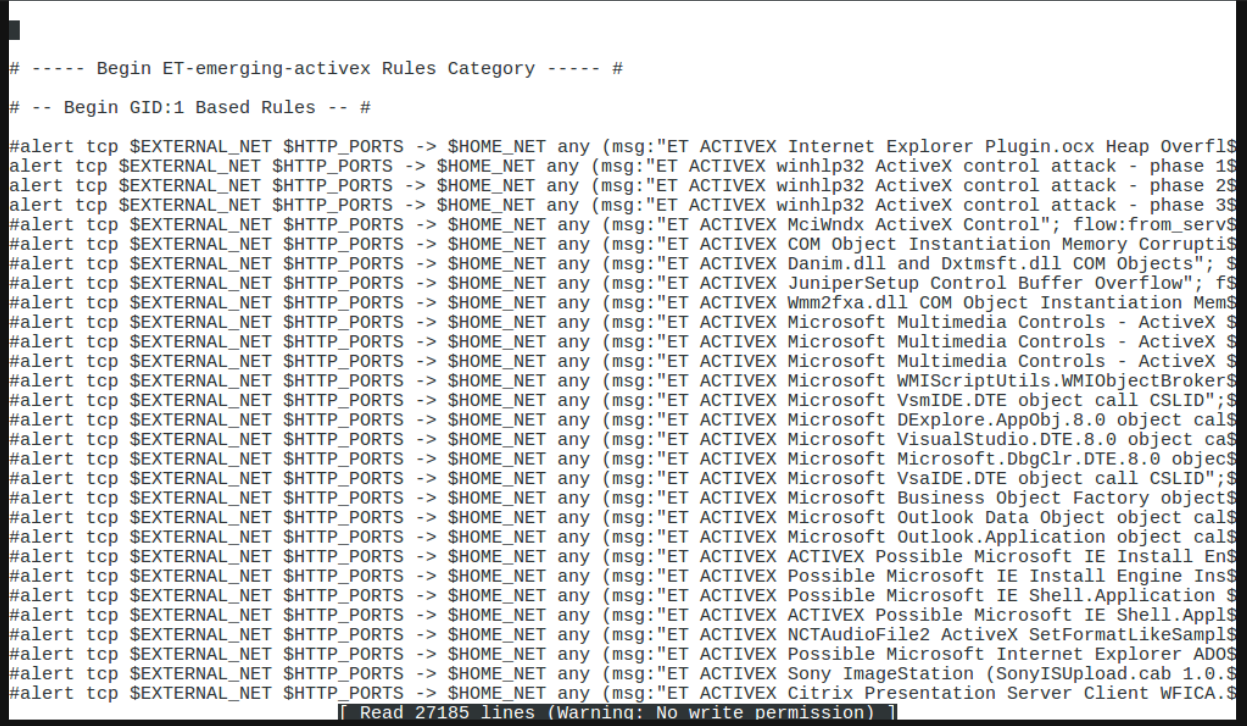 # ----- Begin ET-emerging-activex Rules Category ----- #
# -- Begin GID:1 Based Rules -- #
#alert tcp $EXTERNAL_NET $HTTP_PORTS -> $HOME_NET any (msg:"ET ACTIVEX Internet Explorer Plugin.ocx Heap Overfl$
alert tcp $EXTERNAL_NET $HTTP_PORTS -> $HOME_NET any (msg:"ET ACTIVEX winhlp32 ActiveX control attack - phase 1$
alert tcp $EXTERNAL_NET $HTTP_PORTS -> $HOME_NET any (msg:"ET ACTIVEX winhlp32 ActiveX control attack - phase 2$
alert tcp $EXTERNAL_NET $HTTP_PORTS -> $HOME_NET any (msg:"ET ACTIVEX winhlp32 ActiveX control attack - phase 3$
#alert tcp $EXTERNAL_NET $HTTP_PORTS -> $HOME_NET any (msg:"ET ACTIVEX MciWndx ActiveX Control"; flow:from_serv$
#alert tcp $EXTERNAL_NET $HTTP_PORTS -> $HOME_NET any (msg:"ET ACTIVEX COM Object Instantiation Memory Corrupti$
#alert tcp $EXTERNAL_NET $HTTP_PORTS -> $HOME_NET any (msg:"ET ACTIVEX Danim.dll and Dxtmsft.dll COM Objects"; $
#alert tcp $EXTERNAL_NET $HTTP_PORTS -> $HOME_NET any (msg:"ET ACTIVEX JuniperSetup Control Buffer Overflow"; f$
#alert tcp $EXTERNAL_NET $HTTP_PORTS -> $HOME_NET any (msg:"ET ACTIVEX Wmm2fxa.dll COM Object Instantiation Mem$
#alert tcp $EXTERNAL_NET $HTTP_PORTS -> $HOME_NET any (msg:"ET ACTIVEX Microsoft Multimedia Controls - ActiveX $
#alert tcp $EXTERNAL_NET $HTTP_PORTS -> $HOME_NET any (msg:"ET ACTIVEX Microsoft Multimedia Controls - ActiveX $
#alert tcp $EXTERNAL_NET $HTTP_PORTS -> $HOME_NET any (msg:"ET ACTIVEX Microsoft Multimedia Controls - ActiveX $
#alert tcp $EXTERNAL_NET $HTTP_PORTS -> $HOME_NET any (msg:"ET ACTIVEX Microsoft WMIScriptUtils.WMIObjectBroker$
#alert tcp $EXTERNAL_NET $HTTP_PORTS -> $HOME_NET any (msg:"ET ACTIVEX Microsoft VsmIDE.DTE object call CSLID";$
#alert tcp $EXTERNAL_NET $HTTP_PORTS -> $HOME_NET any (msg:"ET ACTIVEX Microsoft DExplore.AppObj.8.0 object cal$
#alert tcp $EXTERNAL_NET $HTTP_PORTS -> $HOME_NET any (msg:"ET ACTIVEX Microsoft VisualStudio.DTE.8.0 object ca$
#alert tcp $EXTERNAL_NET $HTTP_PORTS -> $HOME_NET any (msg:"ET ACTIVEX Microsoft Microsoft.DbgClr.DTE.8.0 objec$
#alert tcp $EXTERNAL_NET $HTTP_PORTS -> $HOME_NET any (msg:"ET ACTIVEX Microsoft VsaIDE.DTE object call CSLID";$
#alert tcp $EXTERNAL_NET $HTTP_PORTS -> $HOME_NET any (msg:"ET ACTIVEX Microsoft Business Object Factory object$
#alert tcp $EXTERNAL_NET $HTTP_PORTS -> $HOME_NET any (msg:"ET ACTIVEX Microsoft Outlook Data Object object cal$
#alert tcp $EXTERNAL_NET $HTTP_PORTS -> $HOME_NET any (msg:"ET ACTIVEX Microsoft Outlook.Application object cal$
#alert tcp $EXTERNAL_NET $HTTP_PORTS -> $HOME_NET any (msg:"ET ACTIVEX ACTIVEX Possible Microsoft IE Install En$
#alert tcp $EXTERNAL_NET $HTTP_PORTS -> $HOME_NET any (msg:"ET ACTIVEX Possible Microsoft IE Install Engine Ins$
#alert tcp $EXTERNAL_NET $HTTP_PORTS -> $HOME_NET any (msg:"ET ACTIVEX Possible Microsoft IE Shell.Application $
#alert tcp $EXTERNAL_NET $HTTP_PORTS -> $HOME_NET any (msg:"ET ACTIVEX ACTIVEX Possible Microsoft IE Shell.Appl$
#alert tcp $EXTERNAL_NET $HTTP_PORTS -> $HOME_NET any (msg:"ET ACTIVEX NCTAudioFile2 ActiveX SetFormatLikeSampl$
#alert tcp $EXTERNAL_NET $HTTP_PORTS -> $HOME_NET any (msg:"ET ACTIVEX Possible Microsoft Internet Explorer ADO$
#alert tcp $EXTERNAL_NET $HTTP_PORTS -> $HOME_NET any (msg:"ET ACTIVEX Sony ImageStation (SonyISUpload.cab 1.0.$
#alert tcp $EXTERNAL_NET $HTTP_PORTS -> $HOME_NET any (msg:"ET ACTIVEX Citrix Presentation Server Client WFICA.$
[ Read 27185 lines (Warning: No write permission) ]